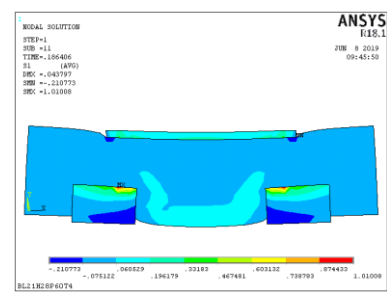 1
NODAL SOLUTION
STEP=1
SUB =11
TIME=.186406
S1 (AVG)
DMX =.043797
SMN =-.210773
SMX =1.01008
ANSYS
R18.1
JUN 8 2019
09:45:50
MN
MX
Y
X
-.210773 .060529 .33183 .603132 .874433
-.075122 .196179 .467481 .738783 1.01008
BL21H28P60T4